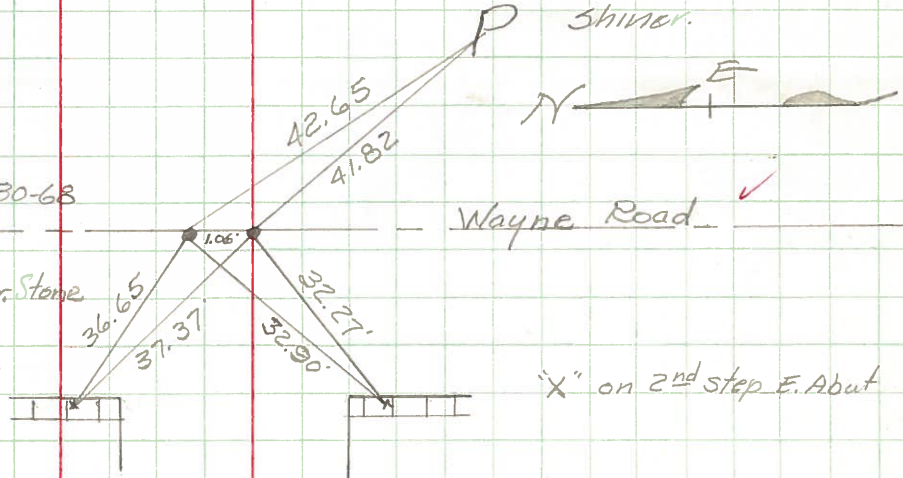 P
Shiner.
N
E
42.65
41.82
30-68
1.06'
Wayne Road
r. Stone
36.65
37.37'
32.90'
32.27'
"X" on 2nd step E. Abut
x
x